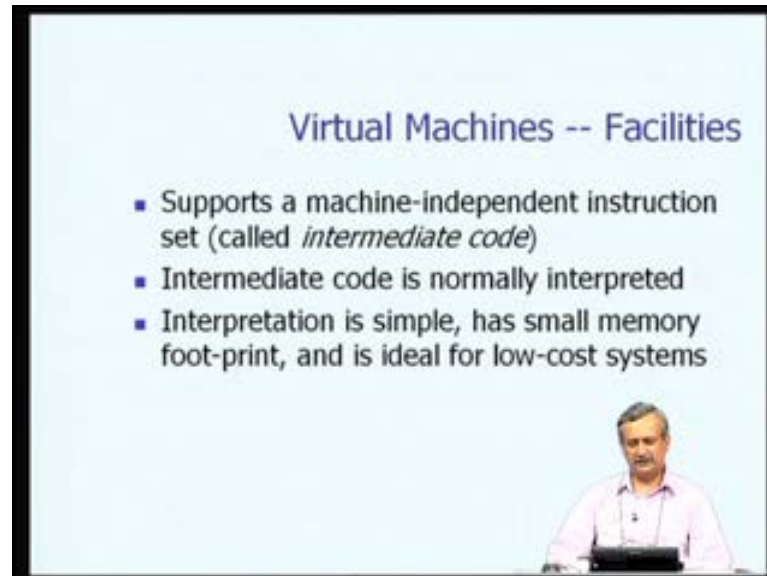 Virtual Machines -- Facilities
Supports a machine-independent instruction
set (called intermediate code)
Intermediate code is normally interpreted
Interpretation is simple, has small memory
foot-print, and is ideal for low-cost systems